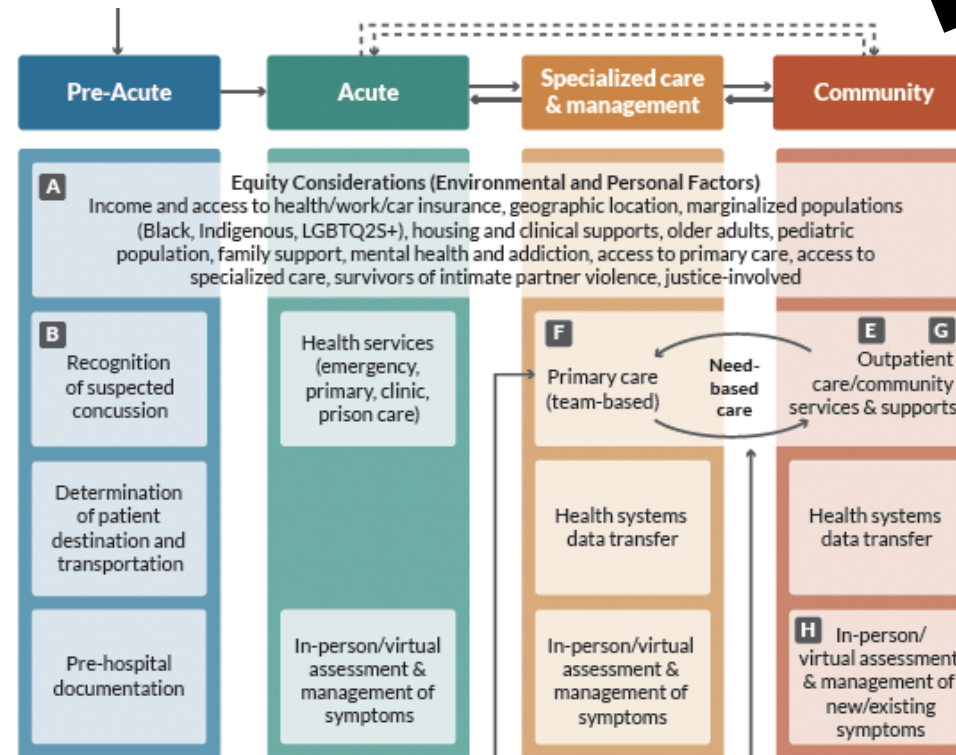 Pre-Acute
Acute
Specialized care
& management
Community
A
Equity Considerations (Environmental and Personal Factors)
Income and access to health/work/car insurance, geographic location, marginalized populations
(Black, Indigenous, LGBTQ2S+), housing and clinical supports, older adults, pediatric
population, family support, mental health and addiction, access to primary care, access to
specialized care, survivors of intimate partner violence, justice-involved
B
Recognition
of suspected
concussion
Health services
(emergency,
primary, clinic,
prison care)
F
Primary care
(team-based)
Need-
based
care
E
G
Outpatient
care/community
services & supports
Determination
of patient
destination and
transportation
Health systems
data transfer
Health systems
data transfer
Pre-hospital
documentation
In-person/virtual
assessment &
management of
symptoms
In-person/virtual
assessment &
management of
symptoms
H
In-person/
virtual assessment
& management of
new/existing
symptoms